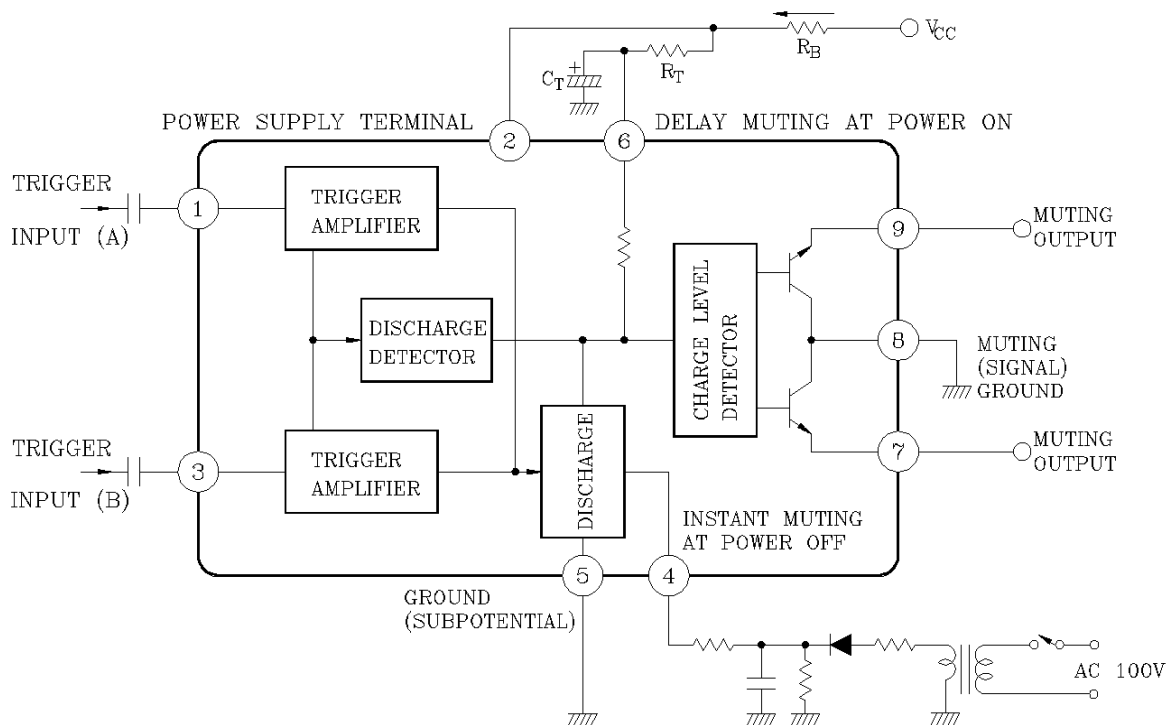 V_CC
R_B
R_T
C_T
+
POWER SUPPLY TERMINAL
2
6
DELAY MUTING AT POWER ON
TRIGGER
INPUT (A)
1
TRIGGER
AMPLIFIER
9
MUTING
OUTPUT
DISCHARGE
DETECTOR
CHARGE LEVEL
DETECTOR
8
MUTING
(SIGNAL)
GROUND
TRIGGER
INPUT (B)
3
TRIGGER
AMPLIFIER
DISCHARGE
7
MUTING
OUTPUT
INSTANT MUTING
AT POWER OFF
5
4
GROUND
(SUBPOTENTIAL)
AC 100V